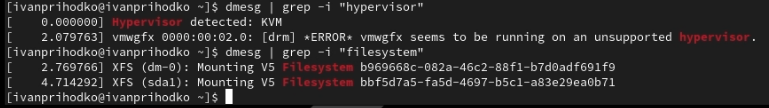 [ivanprihodko@ivanprihodko ~]$ dmesg | grep -i "hypervisor"
[    0.000000] Hypervisor detected: KVM
[    2.079763] vmwgfx 0000:00:02.0: [drm] *ERROR* vmwgfx seems to be running on an unsupported hypervisor.
[ivanprihodko@ivanprihodko ~]$ dmesg | grep -i "filesystem"
[    2.769766] XFS (dm-0): Mounting V5 Filesystem b969668c-082a-46c2-88f1-b7d0adf691f9
[    4.714292] XFS (sda1): Mounting V5 Filesystem bbf5d7a5-fa5d-4697-b5c1-a83e29ea0b71
[ivanprihodko@ivanprihodko ~]$